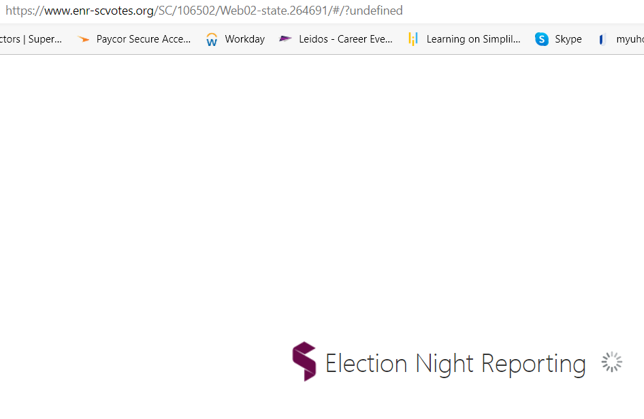 https://www.enr-scvotes.org/SC/106502/Web02-state.264691/#/?undefined
ctors | Super... Paycor Secure Acce... Workday Leidos - Career Eve... Learning on Simplil... Skype myuho
Election Night Reporting